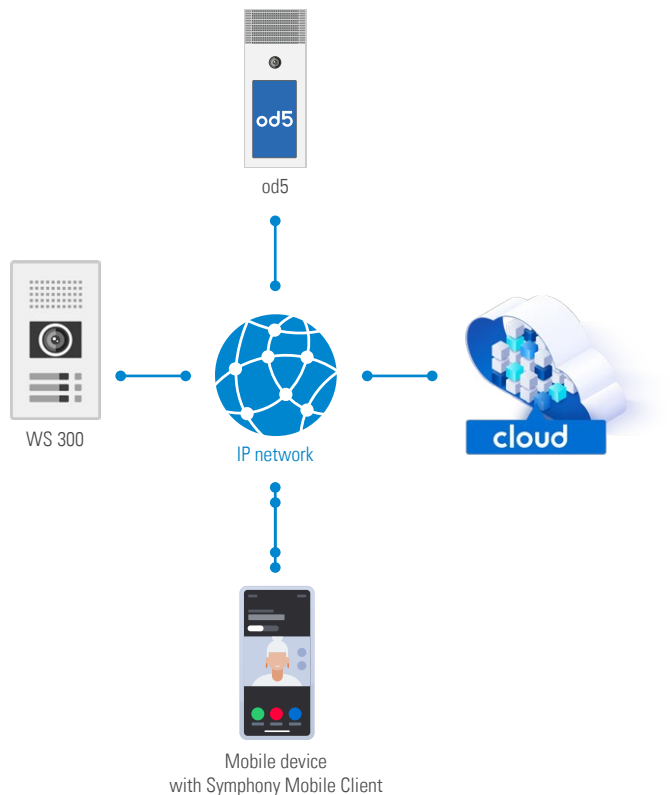 od5
od5
WS 300
IP network
cloud
Mobile device
with Symphony Mobile Client